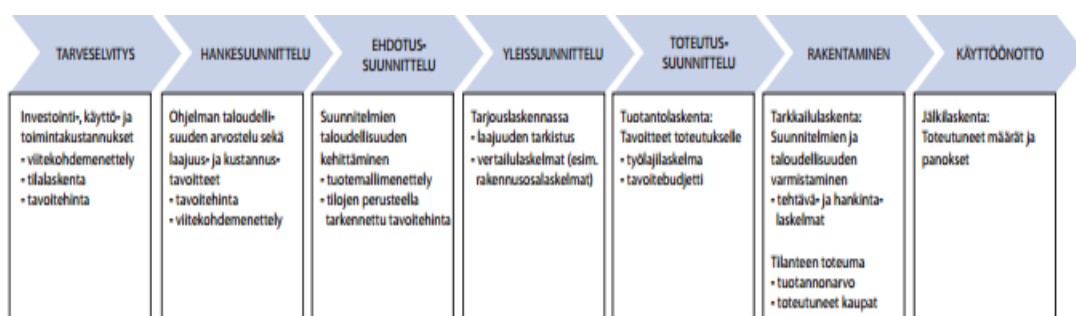 TARVESELVITYS
HANKESUUNNITTELU
EHDOTUS-
SUUNNITTELU
YLEISSUUNNITTELU
TOTEUTUS-
SUUNNITTELU
RAKENTAMINEN
KÄYTTÖÖNOTTO
Investointi-, käyttö- ja
toimintakustannukset
• viitekohdemenettely
• tilalaskenta
• tavoitehinta
Ohjelman taloudelli-
suuden arvostelu sekä
laajuus- ja kustannus-
tavoitteet
• tavoitehinta
• viitekohdemenettely
Suunnitelmien
taloudellisuuden
kehittäminen
• tuotemallimenettely
• tilojen perusteella
tarkennettu tavoitehinta
Tarjouslaskennassa
• laajuuden tarkistus
• vertailulaskelmat (esim.
rakennusosalaskelmat)
Tuotantolaskenta:
Tavoitteet toteutukselle
• työlajilaskelma
• tavoitebudjetti
Tarkkailulaskenta:
Suunnitelmien ja
taloudellisuuden
varmistaminen
• tehtävä- ja hankinta-
laskelmat
Tilanteen toteuma
• tuotannonarvo
• toteutuneet kaupat
Jälkilaskenta:
Toteutuneet määrät ja
panokset